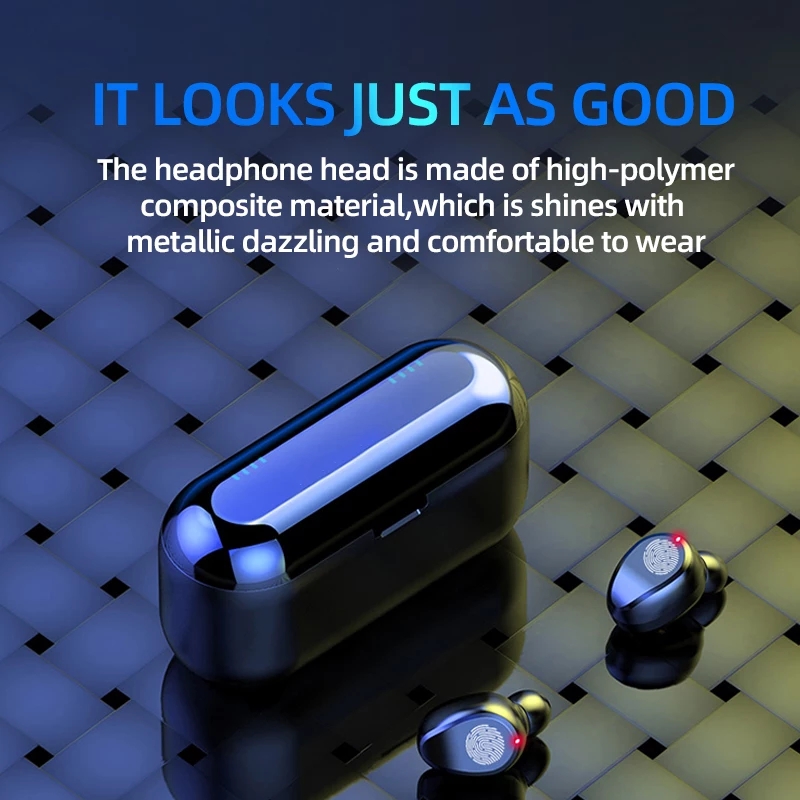 IT LOOKS JUST AS GOOD
The headphone head is made of high-polymer
composite material,which is shines with
metallic dazzling and comfortable to wear